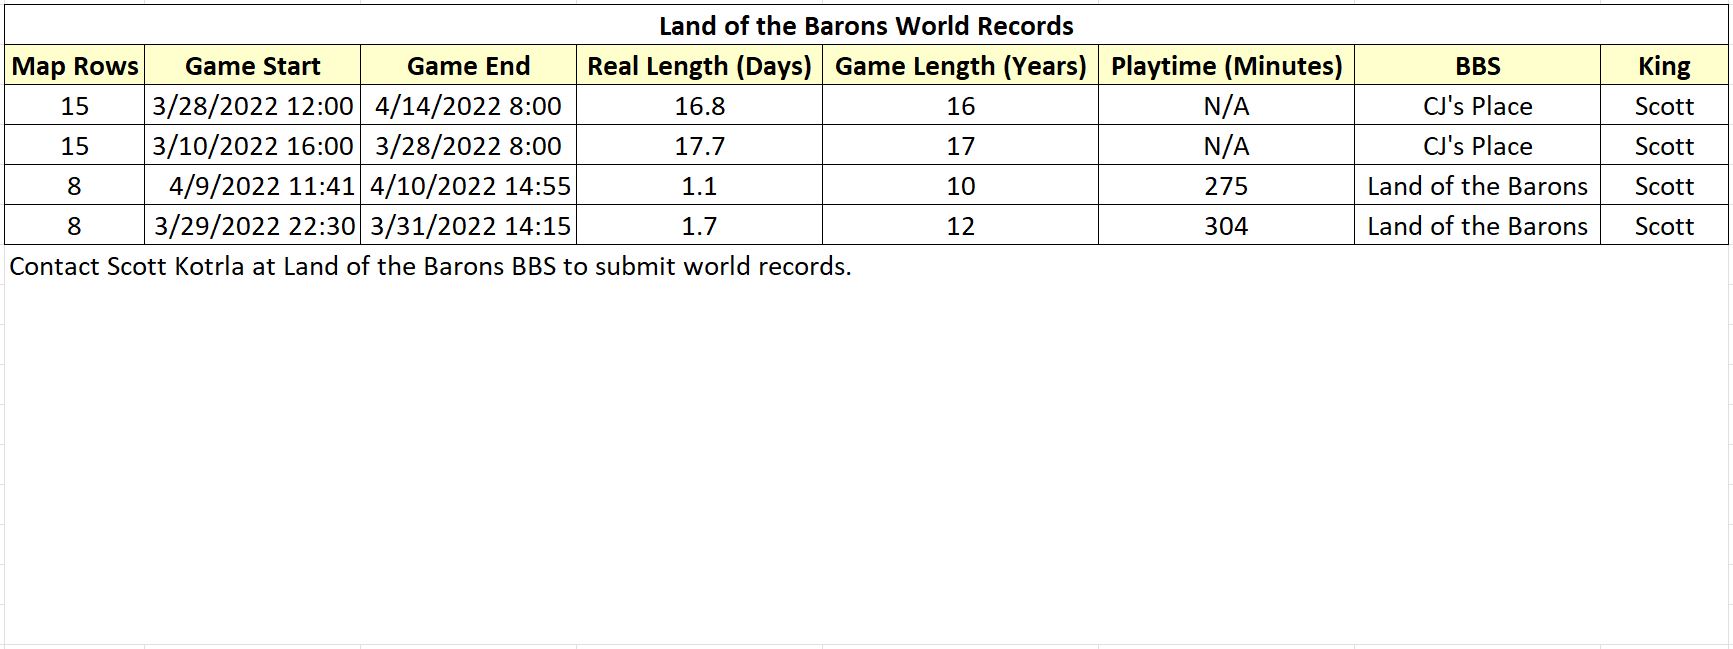 Land of the Barons World Records
Map Rows Game Start Game End Real Length (Days) Game Length (Years) Playtime (Minutes) BBS King
15 3/28/2022 12:00 4/14/2022 8:00 16.8 16 N/A CJ's Place Scott
15 3/10/2022 16:00 3/28/2022 8:00 17.7 17 N/A CJ's Place Scott
8 4/9/2022 11:41 4/10/2022 14:55 1.1 10 275 Land of the Barons Scott
8 3/29/2022 22:30 3/31/2022 14:15 1.7 12 304 Land of the Barons Scott
Contact Scott Kotrla at Land of the Barons BBS to submit world records.